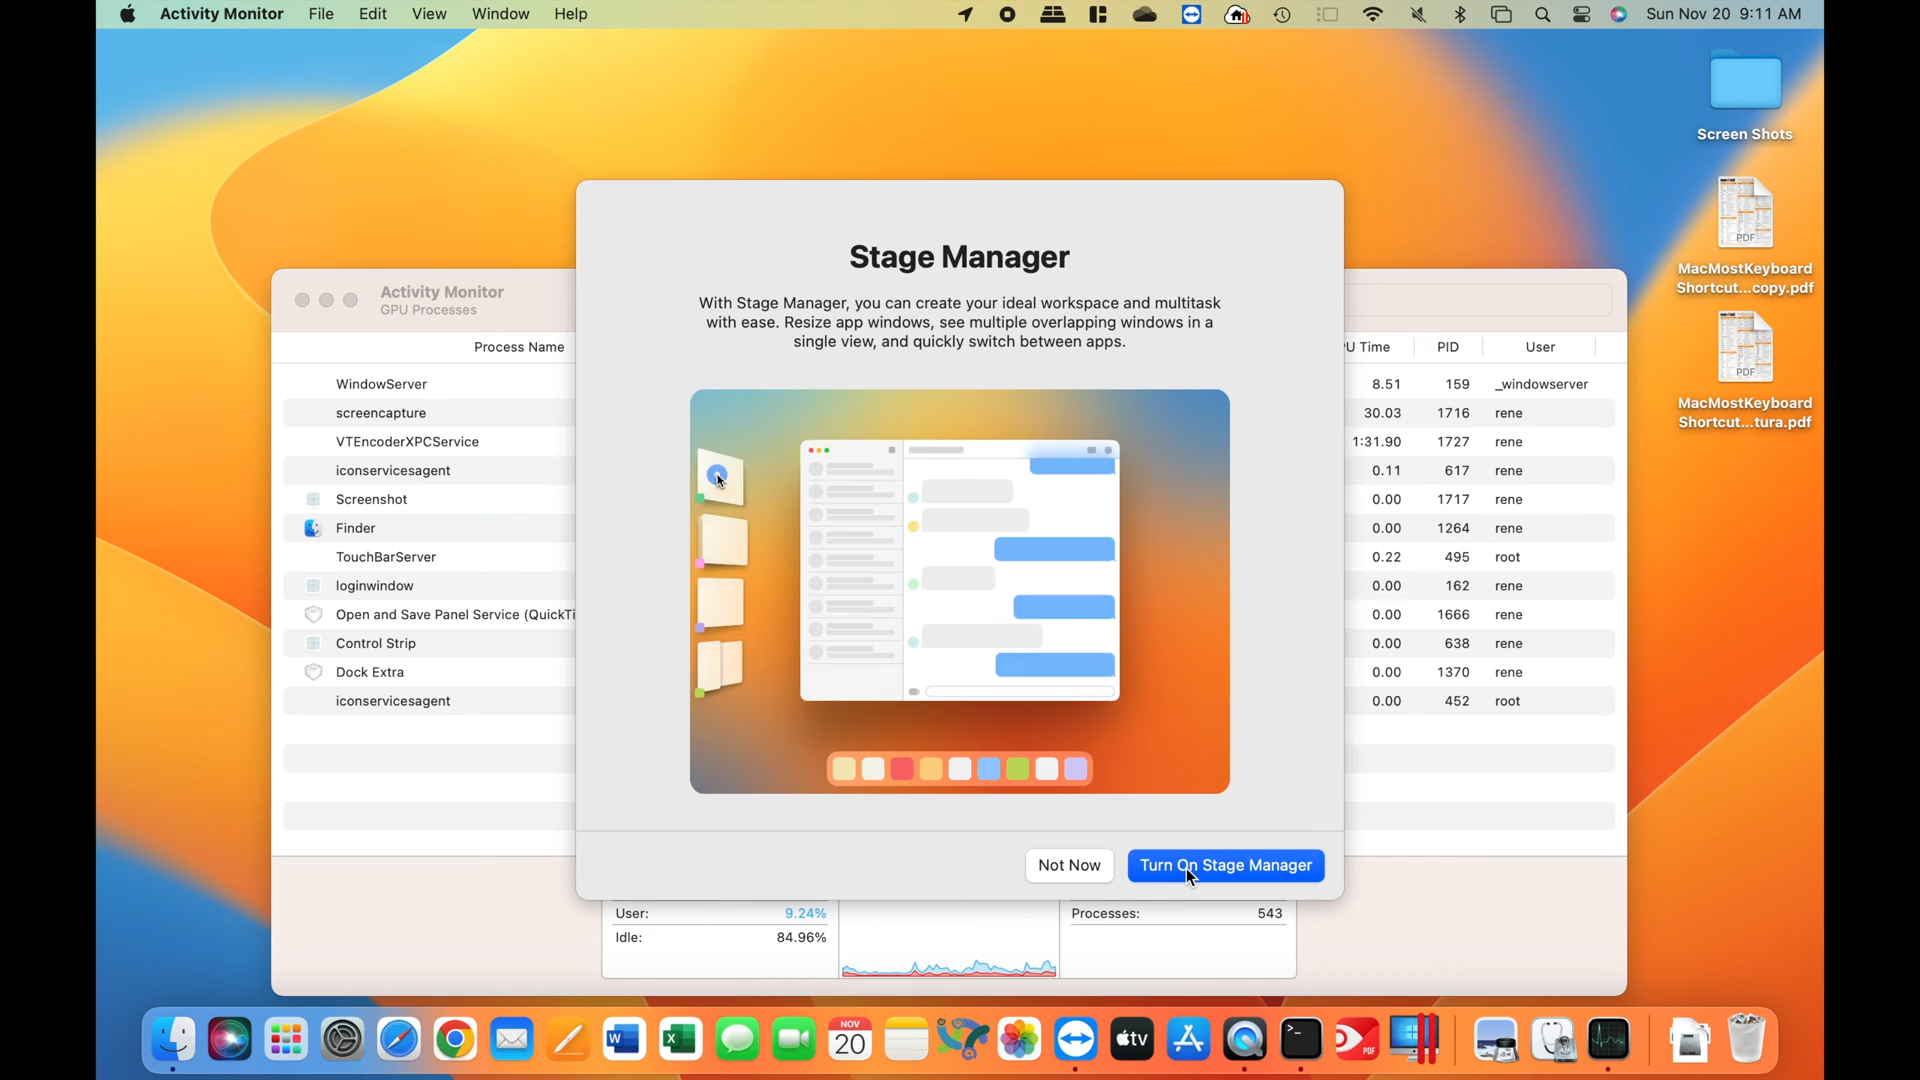 Activity Monitor File Edit View Window Help Sun Nov 20 9:11 AM
Screen Shots
PDF
MacMostKeyboard
Shortcut...copy.pdf
PDF
MacMostKeyboard
Shortcut...tura.pdf
Stage Manager
With Stage Manager, you can create your ideal workspace and multitask
with ease. Resize app windows, see multiple overlapping windows in a
single view, and quickly switch between apps.
Not Now Turn On Stage Manager
Activity Monitor
GPU Processes
Process Name U Time PID User
WindowServer 8.51 159 _windowserver
screencapture 30.03 1716 rene
VTEncoderXPCService 1:31.90 1727 rene
iconservicesagent 0.11 617 rene
Screenshot 0.00 1717 rene
Finder 0.00 1264 rene
TouchBarServer 0.22 495 root
loginwindow 0.00 162 rene
Open and Save Panel Service (QuickTi 0.00 1666 rene
Control Strip 0.00 638 rene
Dock Extra 0.00 1370 rene
iconservicesagent 0.00 452 root
User: 9.24% Processes: 543
Idle: 84.96%
W X NOV 20 tv >_ PDF